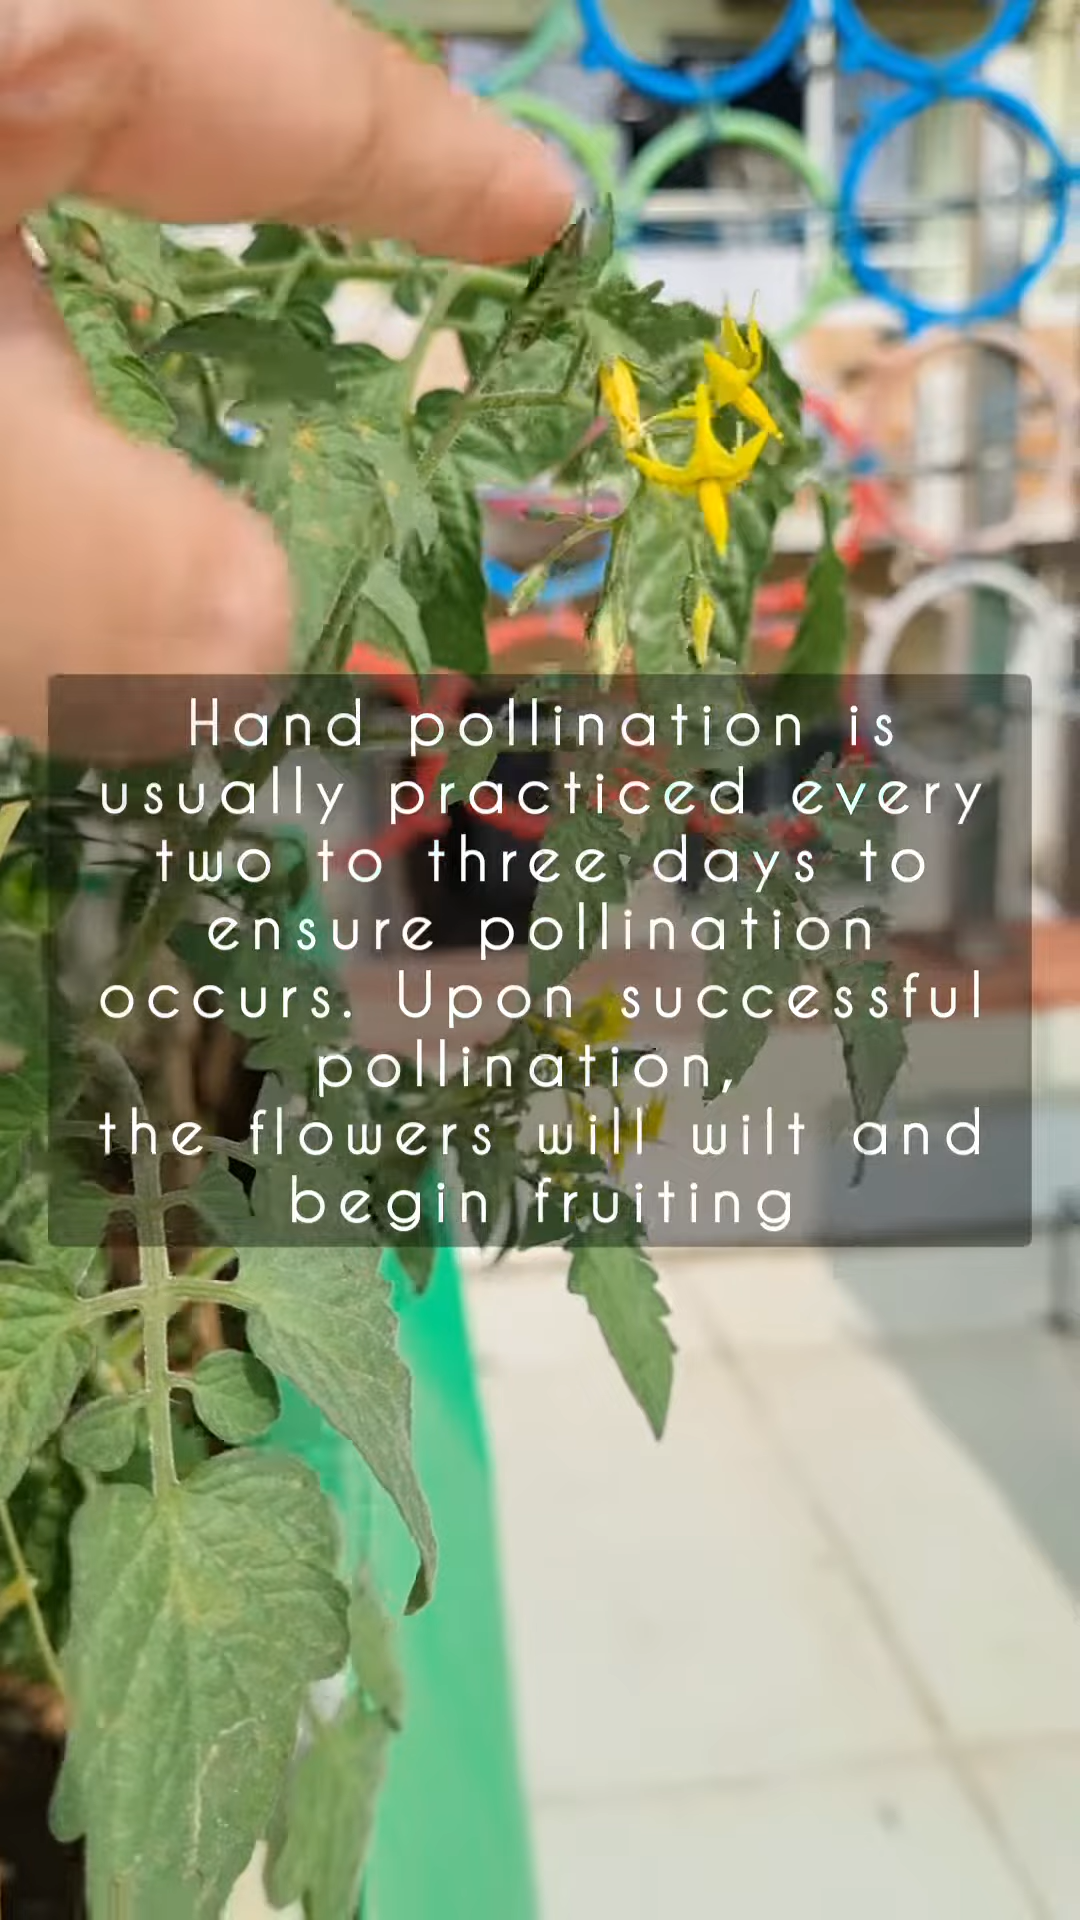 Hand pollination is
usually practiced every
two to three days to
ensure pollination
occurs. Upon successful
pollination,
the flowers will wilt and
begin fruiting